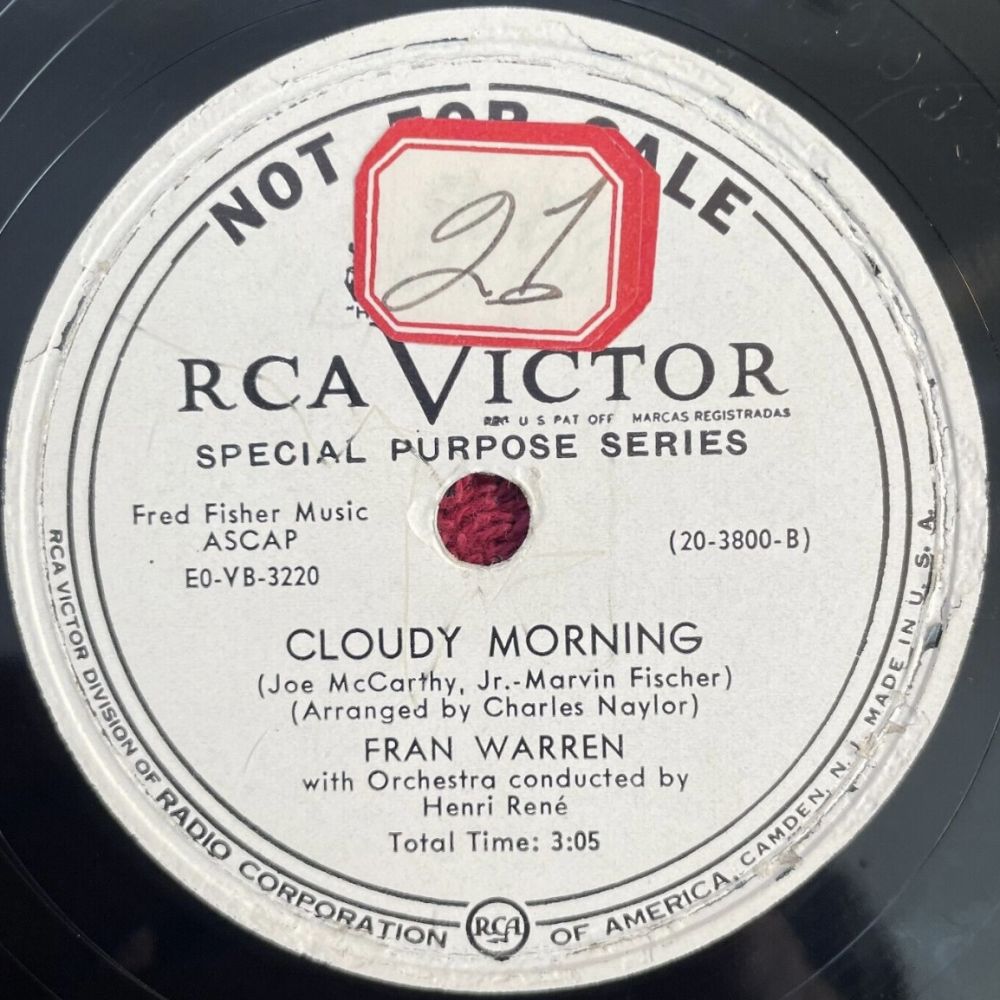 NOT FOR SALE
21
RCA VICTOR
U S PAT OFF MARCAS REGISTRADAS
SPECIAL PURPOSE SERIES
Fred Fisher Music
ASCAP
E0-VB-3220
(20-3800-B)
CLOUDY MORNING
(Joe McCarthy, Jr.-Marvin Fischer)
(Arranged by Charles Naylor)
FRAN WARREN
with Orchestra conducted by
Henri René
Total Time: 3:05
RCA VICTOR DIVISION OF RADIO CORPORATION OF AMERICA, CAMDEN, N. J. MADE IN U. S. A.
RCA